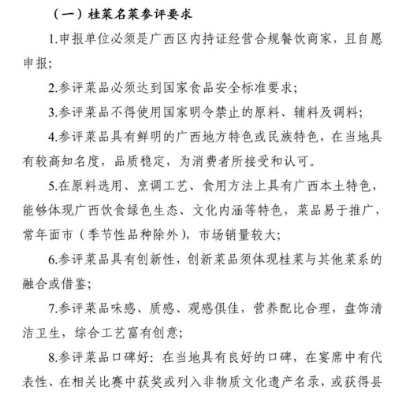 （一）桂菜名菜参评要求
1.申报单位必须是广西区内持证经营合规餐饮商家，且自愿
申报；
2.参评菜品必须达到国家食品安全标准要求；
3.参评菜品不得使用国家明令禁止的原料、辅料及调料；
4.参评菜品具有鲜明的广西地方特色或民族特色，在当地具
有较高知名度，品质稳定，为消费者所接受和认可。
5.在原料选用、烹调工艺、食用方法上具有广西本土特色，
能够体现广西饮食绿色生态、文化内涵等特色，菜品易于推广，
常年面市（季节性品种除外），市场销量较大；
6.参评菜品具有创新性，创新菜品须体现桂菜与其他菜系的
融合或借鉴；
7.参评菜品味感、质感、观感俱佳，营养配比合理，盘饰清
洁卫生，综合工艺富有创意；
8.参评菜品口碑好：在当地具有良好的口碑，在宴席中有代
表性、在相关比赛中获奖或列入非物质文化遗产名录，或获得县